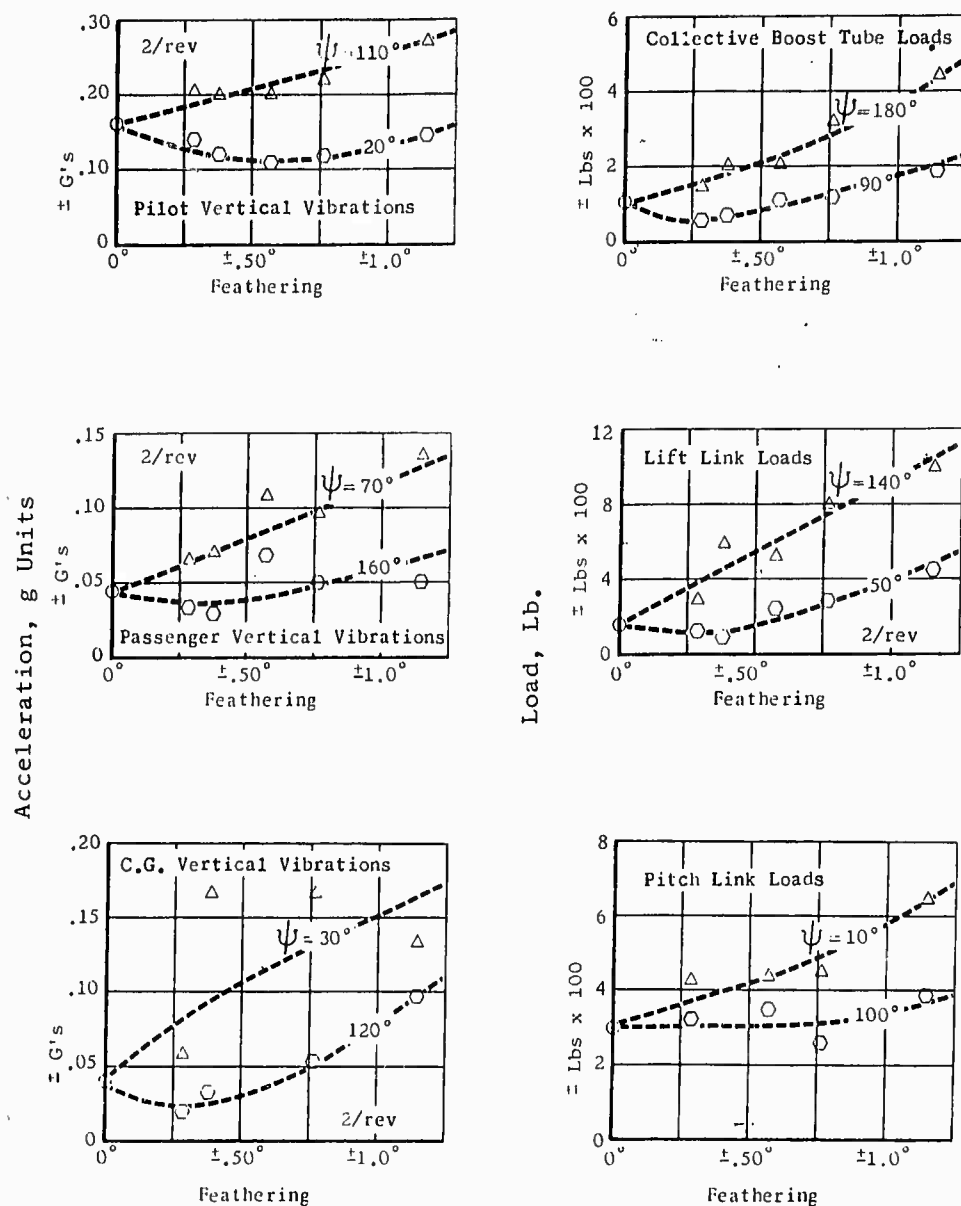 Acceleration, g Units
± G's
.30
.20
.10
0
2/rev
ψ=110°
20°
Pilot Vertical Vibrations
0° ±.50° ±1.0°
Feathering
± G's
.15
.10
.05
0
2/rev
ψ=70°
160°
Passenger Vertical Vibrations
0° ±.50° ±1.0°
Feathering
± G's
.20
.15
.10
.05
0
C.G. Vertical Vibrations
ψ=30°
120°
2/rev
0° ±.50° ±1.0°
Feathering
Load, Lb.
± Lbs x 100
6
4
2
0
Collective Boost Tube Loads
ψ=180°
90°
0° ±.50° ±1.0°
Feathering
± Lbs x 100
12
8
4
0
Lift Link Loads
ψ=140°
50°
2/rev
0° ±.50° ±1.0°
Feathering
± Lbs x 100
8
6
4
2
0
Pitch Link Loads
ψ=10°
100°
0° ±.50° ±1.0°
Feathering